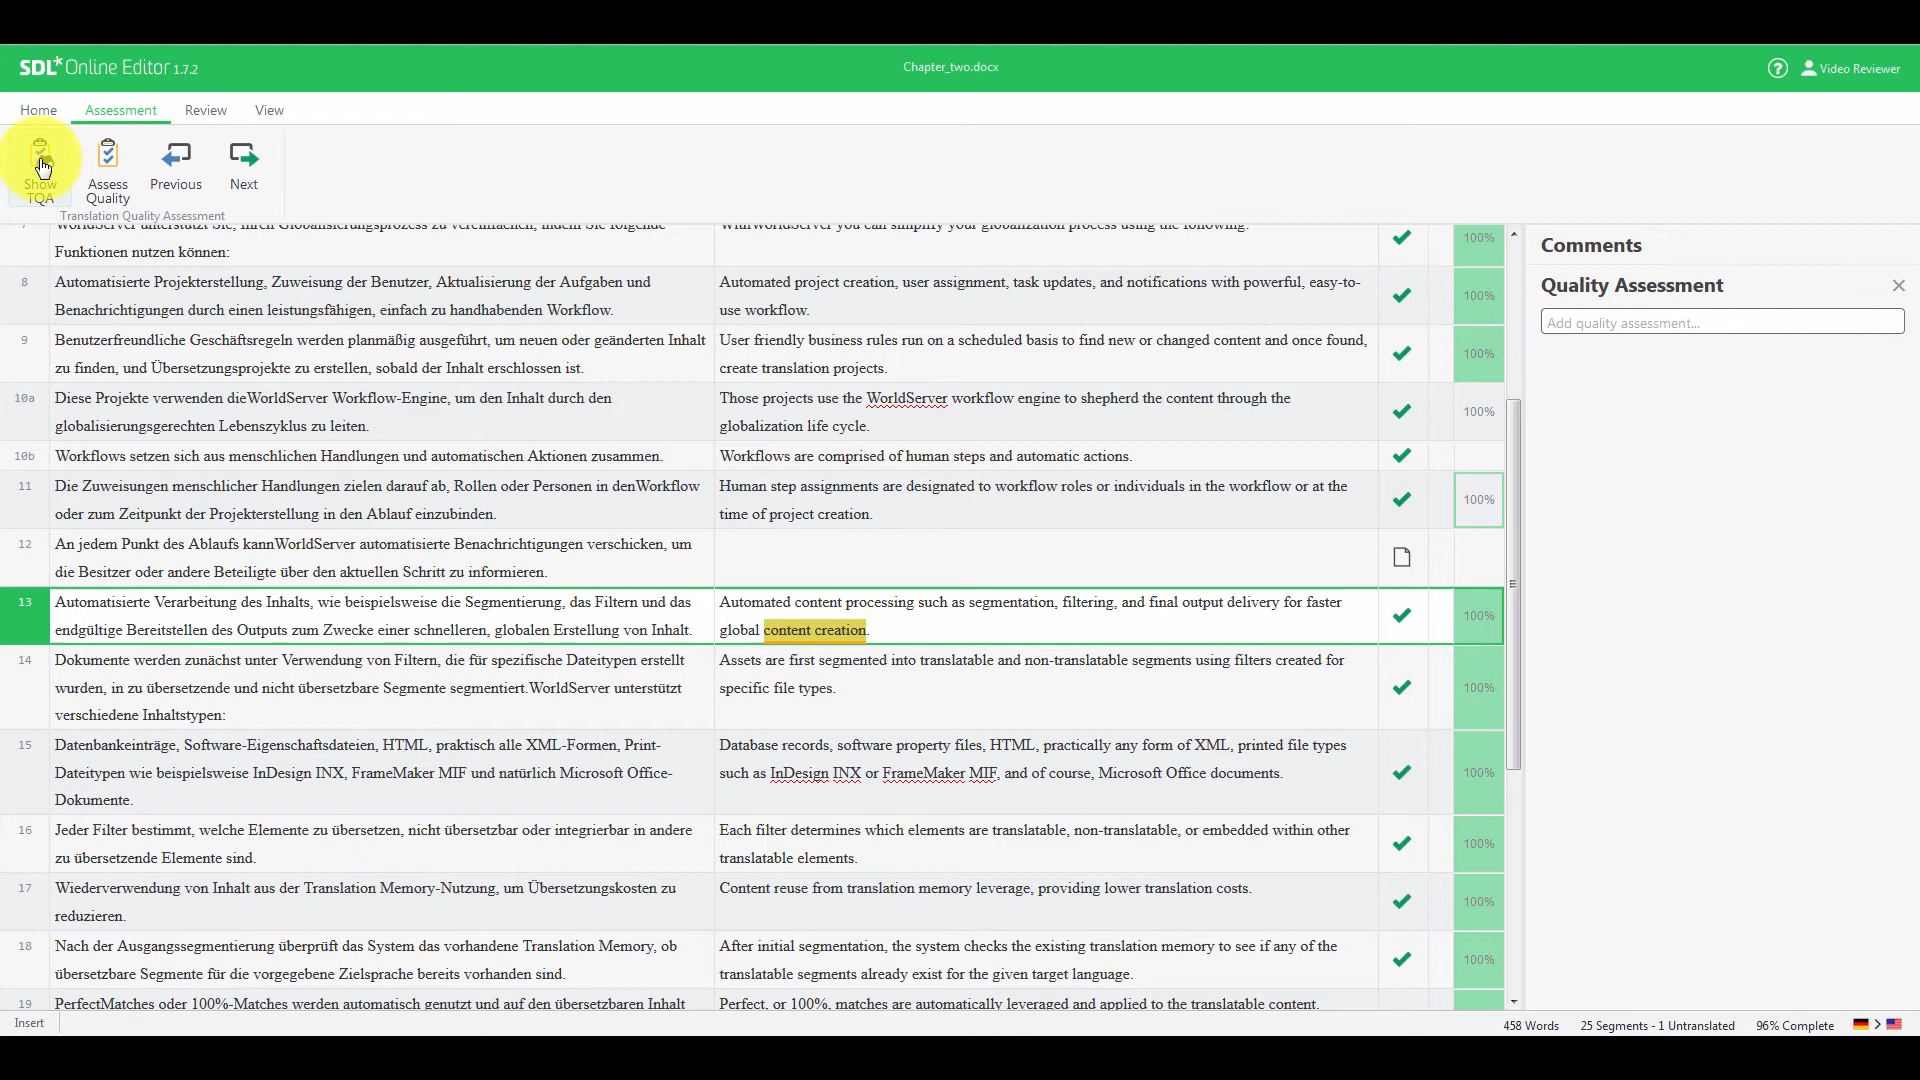 SDL* Online Editor 1.7.2
Chapter_two.docx
Video Reviewer
Home
Assessment
Review
View
Show
TQA
Assess
Quality
Previous
Next
Translation Quality Assessment
7
WorldServer unterstützt Sie, Ihren Globalisierungsprozess zu vereinfachen, indem Sie folgende
Funktionen nutzen können:
WithWorldServer you can simplify your globalization process using the following:
100%
8
Automatisierte Projekterstellung, Zuweisung der Benutzer, Aktualisierung der Aufgaben und
Benachrichtigungen durch einen leistungsfähigen, einfach zu handhabenden Workflow.
Automated project creation, user assignment, task updates, and notifications with powerful, easy-to-
use workflow.
100%
9
Benutzerfreundliche Geschäftsregeln werden planmäßig ausgeführt, um neuen oder geänderten Inhalt
zu finden, und Übersetzungsprojekte zu erstellen, sobald der Inhalt erschlossen ist.
User friendly business rules run on a scheduled basis to find new or changed content and once found,
create translation projects.
100%
10a
Diese Projekte verwenden dieWorldServer Workflow-Engine, um den Inhalt durch den
globalisierungsgerechten Lebenszyklus zu leiten.
Those projects use the WorldServer workflow engine to shepherd the content through the
globalization life cycle.
100%
10b
Workflows setzen sich aus menschlichen Handlungen und automatischen Aktionen zusammen.
Workflows are comprised of human steps and automatic actions.
11
Die Zuweisungen menschlicher Handlungen zielen darauf ab, Rollen oder Personen in denWorkflow
oder zum Zeitpunkt der Projekterstellung in den Ablauf einzubinden.
Human step assignments are designated to workflow roles or individuals in the workflow or at the
time of project creation.
100%
12
An jedem Punkt des Ablaufs kannWorldServer automatisierte Benachrichtigungen verschicken, um
die Besitzer oder andere Beteiligte über den aktuellen Schritt zu informieren.
13
Automatisierte Verarbeitung des Inhalts, wie beispielsweise die Segmentierung, das Filtern und das
endgültige Bereitstellen des Outputs zum Zwecke einer schnelleren, globalen Erstellung von Inhalt.
Automated content processing such as segmentation, filtering, and final output delivery for faster
global content creation.
100%
14
Dokumente werden zunächst unter Verwendung von Filtern, die für spezifische Dateitypen erstellt
wurden, in zu übersetzende und nicht übersetzbare Segmente segmentiert.WorldServer unterstützt
verschiedene Inhaltstypen:
Assets are first segmented into translatable and non-translatable segments using filters created for
specific file types.
100%
15
Datenbankeinträge, Software-Eigenschaftsdateien, HTML, praktisch alle XML-Formen, Print-
Dateitypen wie beispielsweise InDesign INX, FrameMaker MIF und natürlich Microsoft Office-
Dokumente.
Database records, software property files, HTML, practically any form of XML, printed file types
such as InDesign INX or FrameMaker MIF, and of course, Microsoft Office documents.
100%
16
Jeder Filter bestimmt, welche Elemente zu übersetzen, nicht übersetzbar oder integrierbar in andere
zu übersetzende Elemente sind.
Each filter determines which elements are translatable, non-translatable, or embedded within other
translatable elements.
100%
17
Wiederverwendung von Inhalt aus der Translation Memory-Nutzung, um Übersetzungskosten zu
reduzieren.
Content reuse from translation memory leverage, providing lower translation costs.
100%
18
Nach der Ausgangssegmentierung überprüft das System das vorhandene Translation Memory, ob
übersetzbare Segmente für die vorgegebene Zielsprache bereits vorhanden sind.
After initial segmentation, the system checks the existing translation memory to see if any of the
translatable segments already exist for the given target language.
100%
19
PerfectMatches oder 100%-Matches werden automatisch genutzt und auf den übersetzbaren Inhalt
Perfect, or 100%, matches are automatically leveraged and applied to the translatable content.
Comments
Quality Assessment
Add quality assessment...
Insert
458 Words
25 Segments - 1 Untranslated
96% Complete